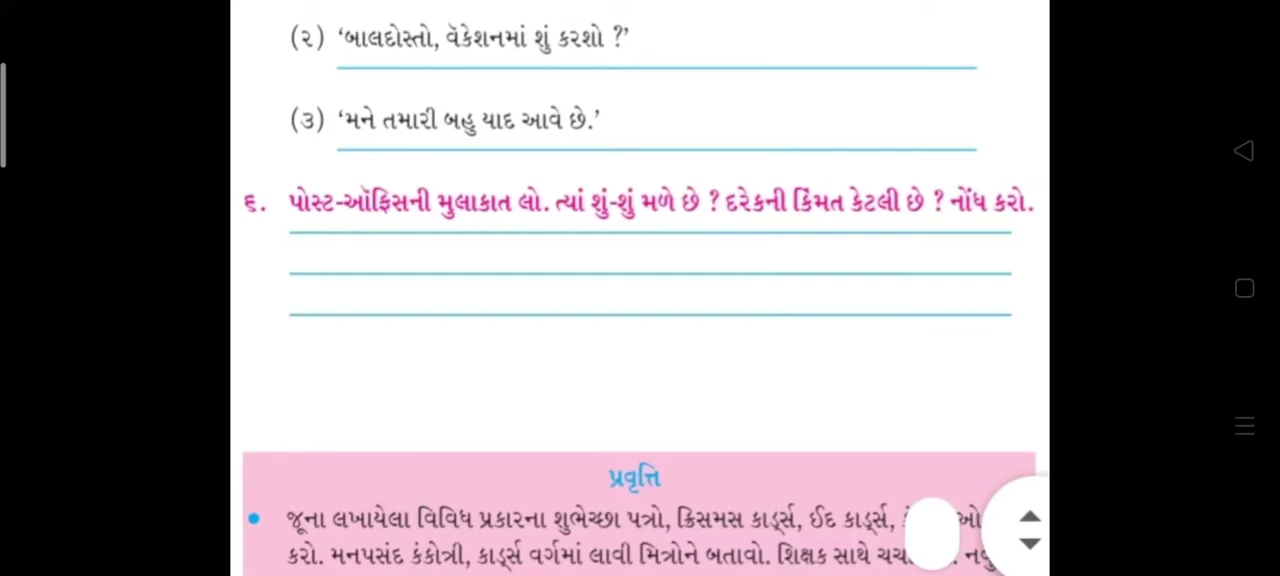 (૨) ‘બાલદોસ્તો, વૅકેશનમાં શું કરશો ?’
(૩) ‘મને તમારી બહુ યાદ આવે છે.’
૬. પોસ્ટ-ઑફિસની મુલાકાત લો. ત્યાં શું-શું મળે છે ? દરેકની કિંમત કેટલી છે ? નોંધ કરો.
પ્રવૃત્તિ
• જૂના લખાયેલા વિવિધ પ્રકારના શુભેચ્છા પત્રો, ક્રિસમસ કાર્ડ્સ, ઈદ કાર્ડ્સ,
કરો. મનપસંદ કંકોત્રી, કાર્ડ્સ વર્ગમાં લાવી મિત્રોને બતાવો. શિક્ષક સાથે